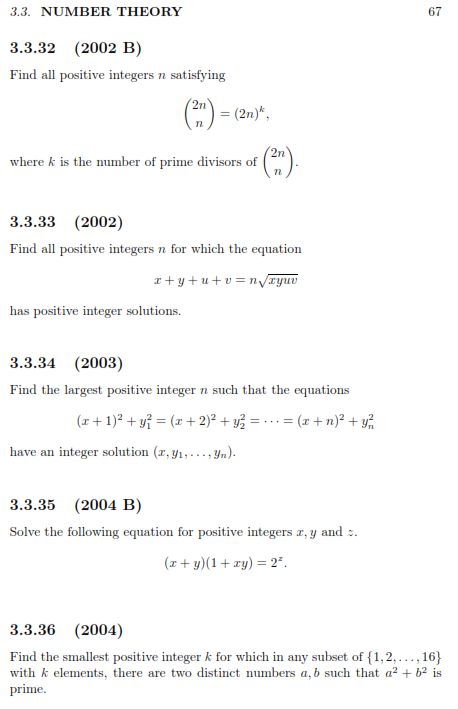 3.3. NUMBER THEORY 67
3.3.32 (2002 B)
Find all positive integers n satisfying
\binom{2n}{n} = (2n)^k,
where k is the number of prime divisors of \binom{2n}{n}.
3.3.33 (2002)
Find all positive integers n for which the equation
x + y + u + v = n\sqrt{xyuv}
has positive integer solutions.
3.3.34 (2003)
Find the largest positive integer n such that the equations
(x + 1)^2 + y_1^2 = (x + 2)^2 + y_2^2 = \cdots = (x + n)^2 + y_n^2
have an integer solution (x, y_1, \ldots, y_n).
3.3.35 (2004 B)
Solve the following equation for positive integers x, y and z.
(x + y)(1 + xy) = 2^z.
3.3.36 (2004)
Find the smallest positive integer k for which in any subset of {1, 2, . . . , 16}
with k elements, there are two distinct numbers a, b such that a^2 + b^2 is
prime.